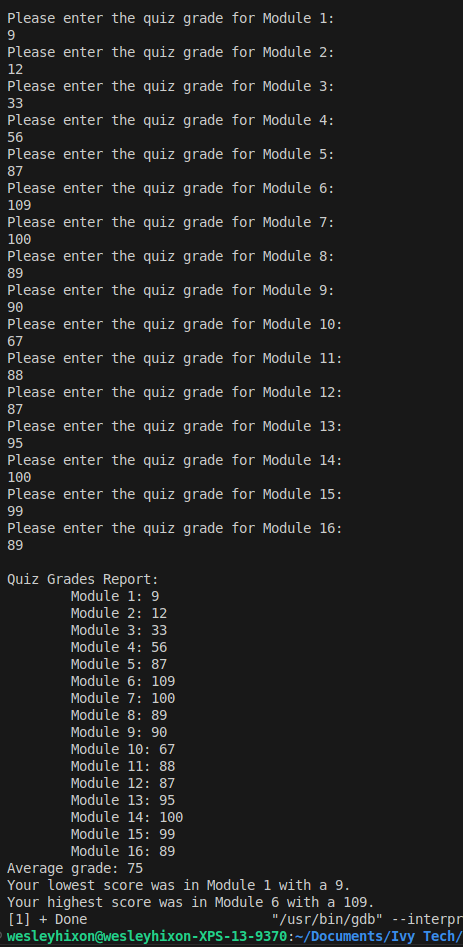 Please enter the quiz grade for Module 1:
9
Please enter the quiz grade for Module 2:
12
Please enter the quiz grade for Module 3:
33
Please enter the quiz grade for Module 4:
56
Please enter the quiz grade for Module 5:
87
Please enter the quiz grade for Module 6:
109
Please enter the quiz grade for Module 7:
100
Please enter the quiz grade for Module 8:
89
Please enter the quiz grade for Module 9:
90
Please enter the quiz grade for Module 10:
67
Please enter the quiz grade for Module 11:
88
Please enter the quiz grade for Module 12:
87
Please enter the quiz grade for Module 13:
95
Please enter the quiz grade for Module 14:
100
Please enter the quiz grade for Module 15:
99
Please enter the quiz grade for Module 16:
89

Quiz Grades Report:
        Module 1: 9
        Module 2: 12
        Module 3: 33
        Module 4: 56
        Module 5: 87
        Module 6: 109
        Module 7: 100
        Module 8: 89
        Module 9: 90
        Module 10: 67
        Module 11: 88
        Module 12: 87
        Module 13: 95
        Module 14: 100
        Module 15: 99
        Module 16: 89
Average grade: 75
Your lowest score was in Module 1 with a 9.
Your highest score was in Module 6 with a 109.
[1] + Done                       "/usr/bin/gdb" --interpr
wesleyhixon@wesleyhixon-XPS-13-9370:~/Documents/Ivy Tech/